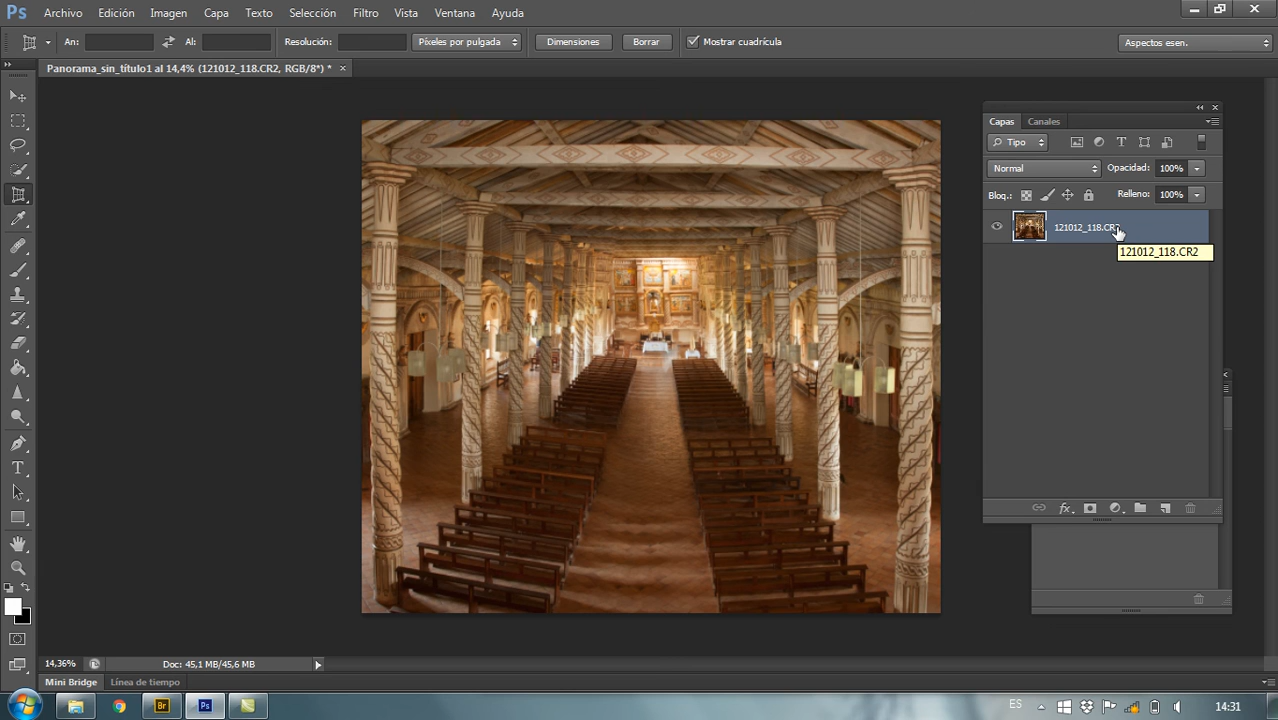 Ps Archivo Edición Imagen Capa Texto Selección Filtro Vista Ventana Ayuda
An: Al: Resolución: Píxeles por pulgada Dimensiones Borrar Mostrar cuadrícula Aspectos esen.
Panorama_sin_título1 al 14,4% (121012_118.CR2, RGB/8*) *
Capas Canales
Tipo
Normal Opacidad: 100%
Bloq.: Relleno: 100%
121012_118.CR2
121012_118.CR2
fx
14,36% Doc: 45,1 MB/45,6 MB
Mini Bridge Línea de tiempo
Br Ps ES 14:31